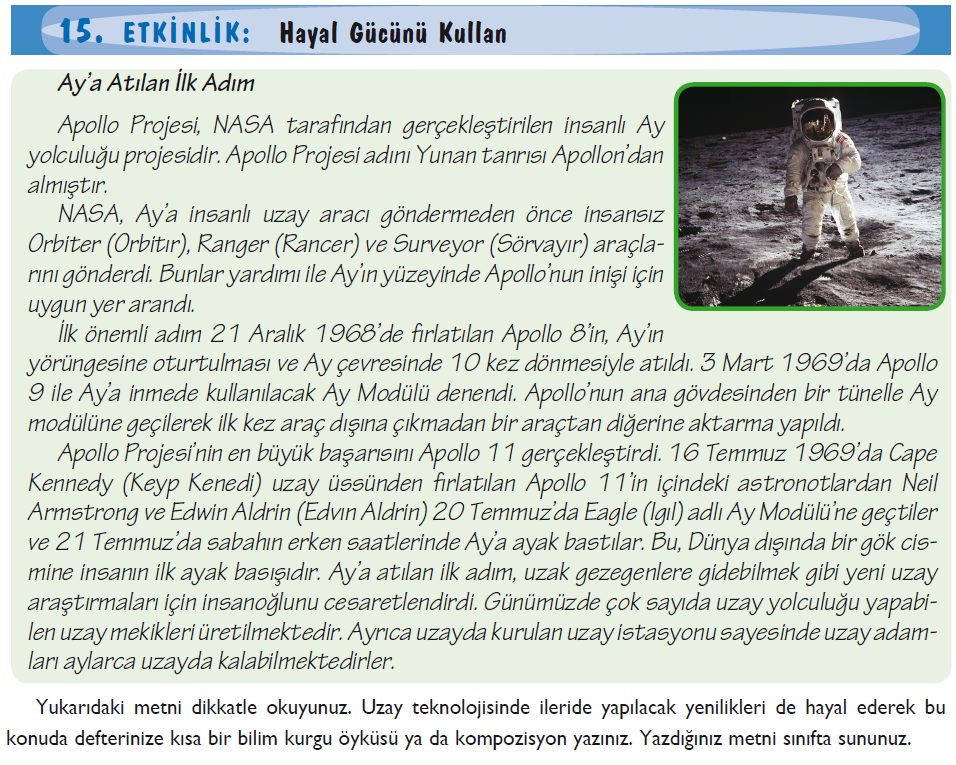 15. ETKİNLİK: Hayal Gücünü Kullan
Ay'a Atılan İlk Adım
Apollo Projesi, NASA tarafından gerçekleştirilen insanlı Ay
yolculuğu projesidir. Apollo Projesi adını Yunan tanrısı Apollon'dan
almıştır.
NASA, Ay'a insanlı uzay aracı göndermeden önce insansız
Orbiter (Orbitır), Ranger (Rancer) ve Surveyor (Sörvayır) araçla-
rını gönderdi. Bunlar yardımı ile Ay'ın yüzeyinde Apollo'nun inişi için
uygun yer arandı.
İlk önemli adım 21 Aralık 1968'de fırlatılan Apollo 8'in, Ay'ın
yörüngesine oturtulması ve Ay çevresinde 10 kez dönmesiyle atıldı. 3 Mart 1969'da Apollo
9 ile Ay'a inmede kullanılacak Ay Modülü denendi. Apollo'nun ana gövdesinden bir tünelle Ay
modülüne geçilerek ilk kez araç dışına çıkmadan bir araçtan diğerine aktarma yapıldı.
Apollo Projesi'nin en büyük başarısını Apollo 11 gerçekleştirdi. 16 Temmuz 1969'da Cape
Kennedy (Keyp Kenedi) uzay üssünden fırlatılan Apollo 11'in içindeki astronotlardan Neil
Armstrong ve Edwin Aldrin (Edvın Aldrin) 20 Temmuz'da Eagle (Igıl) adlı Ay Modülü'ne geçtiler
ve 21 Temmuz'da sabahın erken saatlerinde Ay'a ayak bastılar. Bu, Dünya dışında bir gök cis-
mine insanın ilk ayak basışıdır. Ay'a atılan ilk adım, uzak gezegenlere gidebilmek gibi yeni uzay
araştırmaları için insanoğlunu cesaretlendirdi. Günümüzde çok sayıda uzay yolculuğu yapabi-
len uzay mekikleri üretilmektedir. Ayrıca uzayda kurulan uzay istasyonu sayesinde uzay adam-
ları aylarca uzayda kalabilmektedirler.
Yukarıdaki metni dikkatle okuyunuz. Uzay teknolojisinde ileride yapılacak yenilikleri de hayal ederek bu
konuda defterinize kısa bir bilim kurgu öyküsü ya da kompozisyon yazınız. Yazdığınız metni sınıfta sununuz.